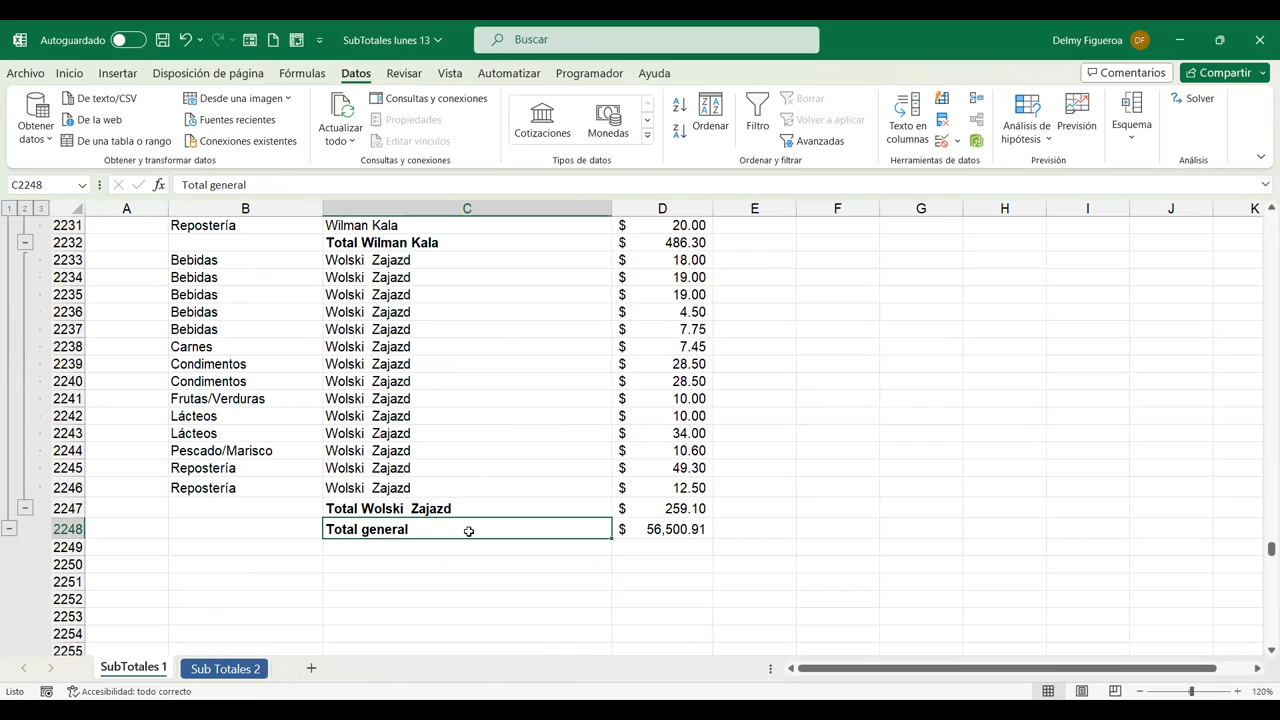 Autoguardado SubTotales lunes 13 Buscar Delmy Figueroa DF
Archivo Inicio Insertar Disposición de página Fórmulas Datos Revisar Vista Automatizar Programador Ayuda Comentarios Compartir
De texto/CSV Desde una imagen Consultas y conexiones Borrar Solver
De la web Fuentes recientes Propiedades Volver a aplicar
De una tabla o rango Conexiones existentes Editar vínculos Avanzadas
Obtener datos Actualizar todo Cotizaciones Monedas Ordenar Filtro Texto en columnas Análisis de hipótesis Previsión Esquema
Obtener y transformar datos Consultas y conexiones Tipos de datos Ordenar y filtrar Herramientas de datos Previsión Análisis
C2248 fx Total general
1 2 3 A B C D E F G H I J K
2231 Repostería Wilman Kala $ 20.00
2232 Total Wilman Kala $ 486.30
2233 Bebidas Wolski Zajazd $ 18.00
2234 Bebidas Wolski Zajazd $ 19.00
2235 Bebidas Wolski Zajazd $ 19.00
2236 Bebidas Wolski Zajazd $ 4.50
2237 Bebidas Wolski Zajazd $ 7.75
2238 Carnes Wolski Zajazd $ 7.45
2239 Condimentos Wolski Zajazd $ 28.50
2240 Condimentos Wolski Zajazd $ 28.50
2241 Frutas/Verduras Wolski Zajazd $ 10.00
2242 Lácteos Wolski Zajazd $ 10.00
2243 Lácteos Wolski Zajazd $ 34.00
2244 Pescado/Marisco Wolski Zajazd $ 10.60
2245 Repostería Wolski Zajazd $ 49.30
2246 Repostería Wolski Zajazd $ 12.50
2247 Total Wolski Zajazd $ 259.10
2248 Total general $ 56,500.91
2249
2250
2251
2252
2253
2254
2255
SubTotales 1 Sub Totales 2
Listo Accesibilidad: todo correcto 120%